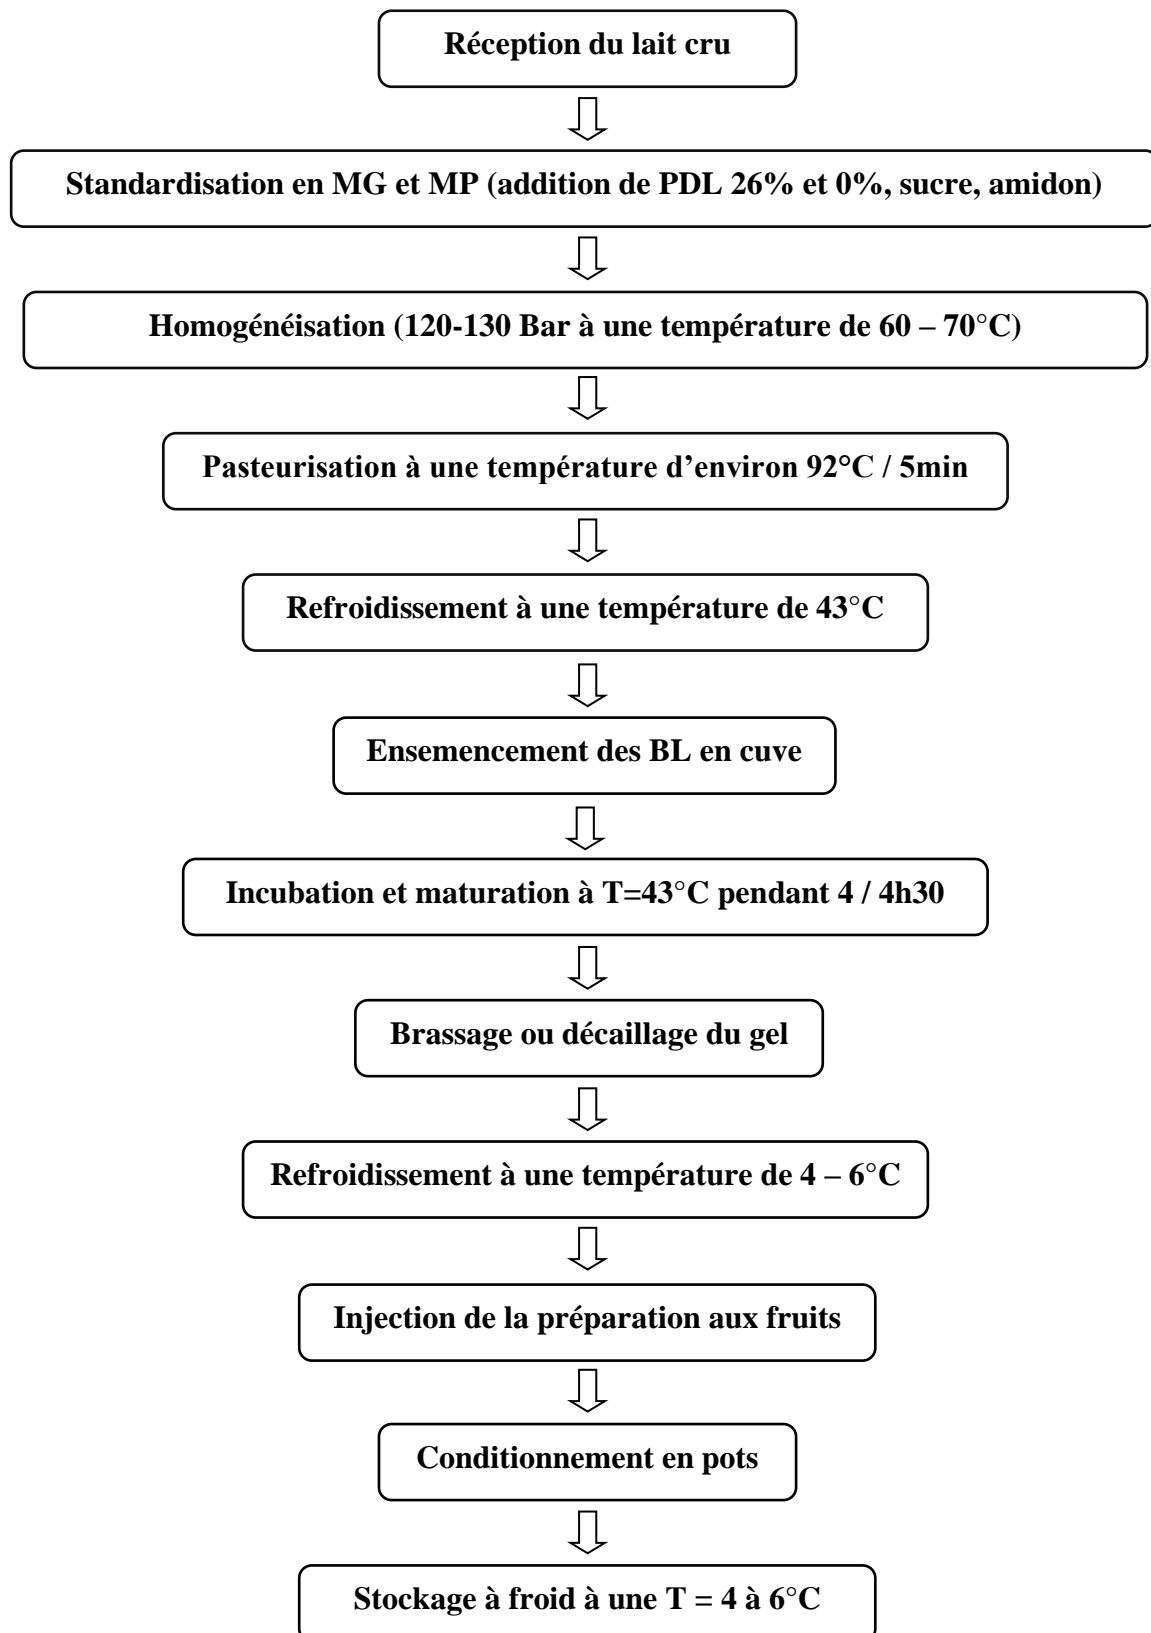 Réception du lait cru
Standardisation en MG et MP (addition de PDL 26% et 0%, sucre, amidon)
Homogénéisation (120-130 Bar à une température de 60 – 70°C)
Pasteurisation à une température d’environ 92°C / 5min
Refroidissement à une température de 43°C
Ensemencement des BL en cuve
Incubation et maturation à T=43°C pendant 4 / 4h30
Brassage ou décaillage du gel
Refroidissement à une température de 4 – 6°C
Injection de la préparation aux fruits
Conditionnement en pots
Stockage à froid à une T = 4 à 6°C